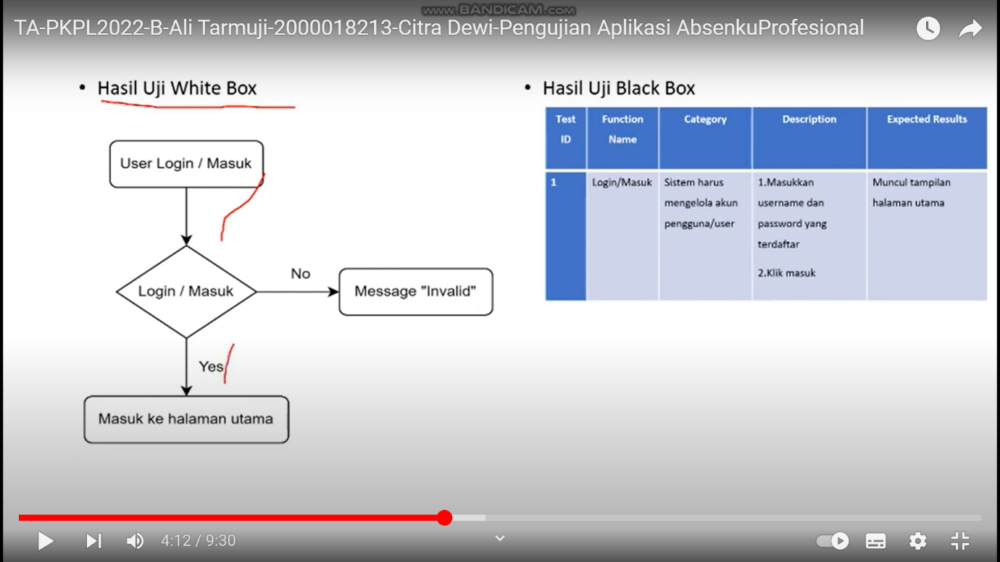 www.BANDICAM.com
TA-PKPL2022-B-Ali Tarmuji-2000018213-Citra Dewi-Pengujian Aplikasi AbsenkuProfesional
• Hasil Uji White Box
User Login / Masuk
Login / Masuk
No
Message "Invalid"
Yes
Masuk ke halaman utama
• Hasil Uji Black Box
Test
ID
Function
Name
Category
Description
Expected Results
1
Login/Masuk
Sistem harus
mengelola akun
pengguna/user
1.Masukkan
username dan
password yang
terdaftar
2.Klik masuk
Muncul tampilan
halaman utama
4:12 / 9:30